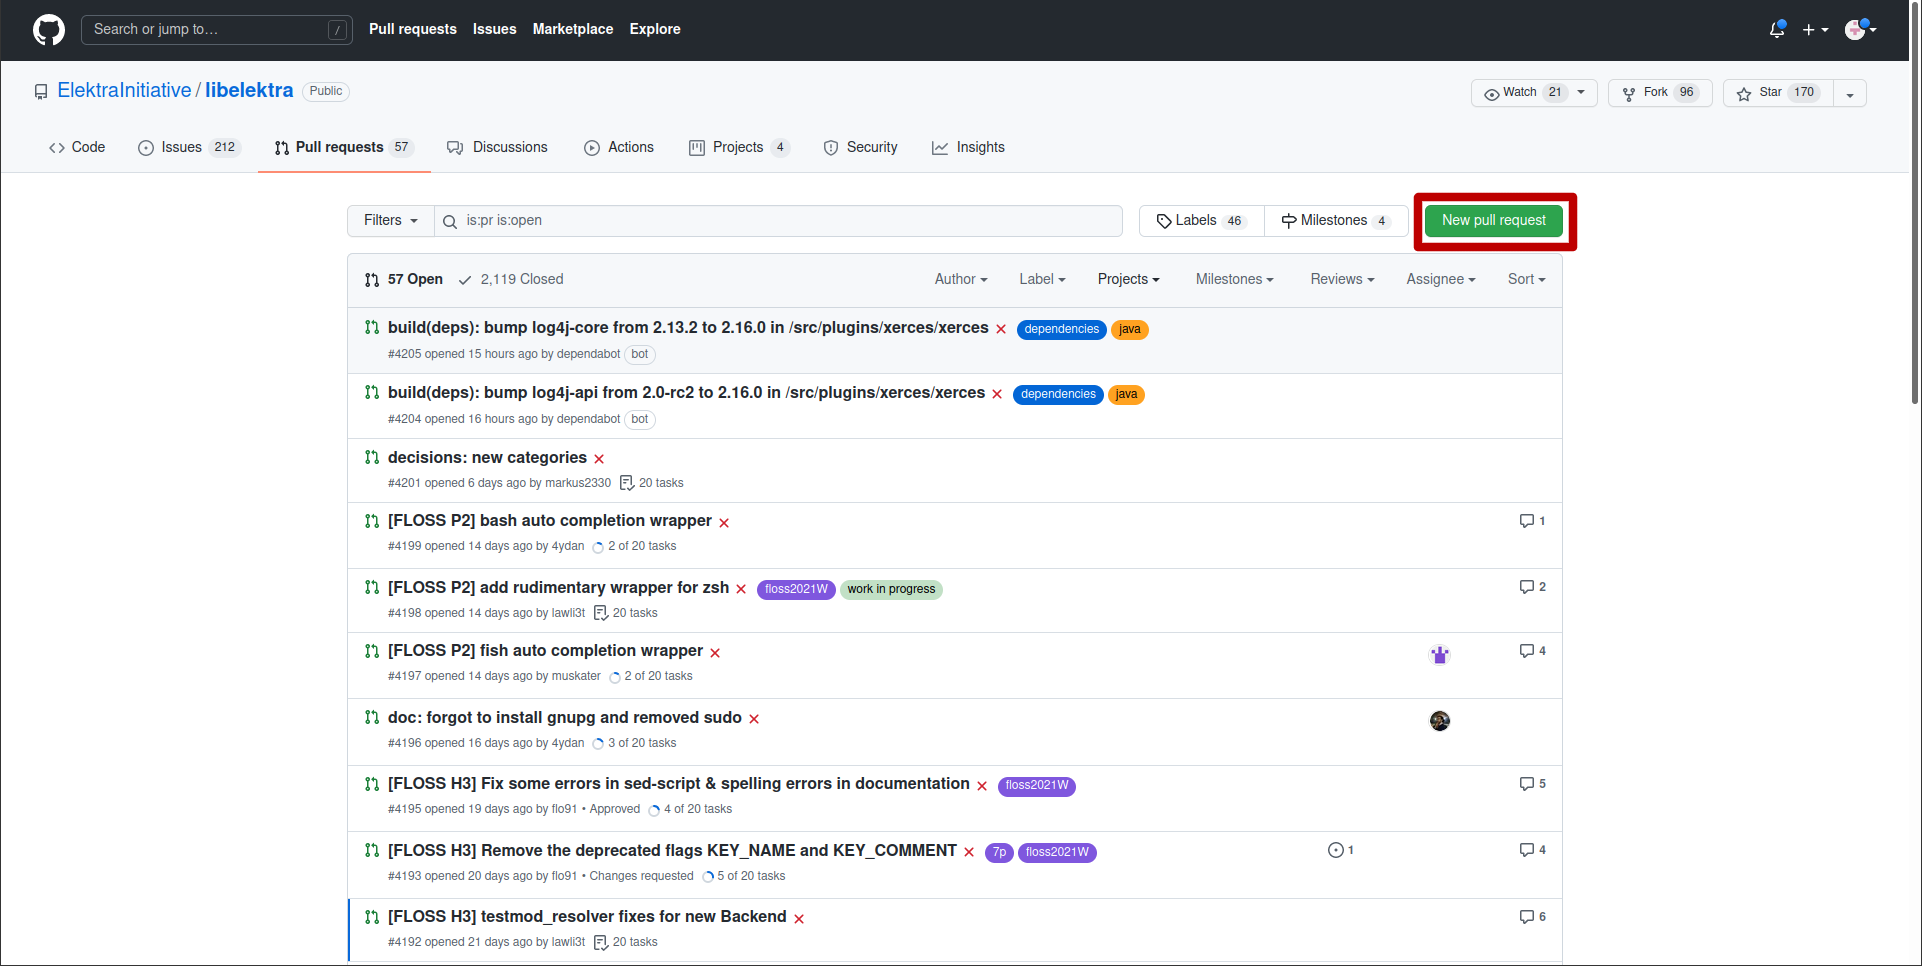 Search or jump to… /
Pull requests Issues Marketplace Explore
ElektraInitiative / libelektra Public
Watch 21 Fork 96 Star 170
Code Issues 212 Pull requests 57 Discussions Actions Projects 4 Security Insights
Filters is:pr is:open Labels 46 Milestones 4 New pull request
57 Open 2,119 Closed Author Label Projects Milestones Reviews Assignee Sort
build(deps): bump log4j-core from 2.13.2 to 2.16.0 in /src/plugins/xerces/xerces dependencies java
#4205 opened 15 hours ago by dependabot bot
build(deps): bump log4j-api from 2.0-rc2 to 2.16.0 in /src/plugins/xerces/xerces dependencies java
#4204 opened 16 hours ago by dependabot bot
decisions: new categories
#4201 opened 6 days ago by markus2330 20 tasks
[FLOSS P2] bash auto completion wrapper 1
#4199 opened 14 days ago by 4ydan 2 of 20 tasks
[FLOSS P2] add rudimentary wrapper for zsh floss2021W work in progress 2
#4198 opened 14 days ago by lawli3t 20 tasks
[FLOSS P2] fish auto completion wrapper 4
#4197 opened 14 days ago by muskater 2 of 20 tasks
doc: forgot to install gnupg and removed sudo
#4196 opened 16 days ago by 4ydan 3 of 20 tasks
[FLOSS H3] Fix some errors in sed-script & spelling errors in documentation floss2021W 5
#4195 opened 19 days ago by flo91 • Approved 4 of 20 tasks
[FLOSS H3] Remove the deprecated flags KEY_NAME and KEY_COMMENT 7p floss2021W 1 4
#4193 opened 20 days ago by flo91 • Changes requested 5 of 20 tasks
[FLOSS H3] testmod_resolver fixes for new Backend 6
#4192 opened 21 days ago by lawli3t 20 tasks